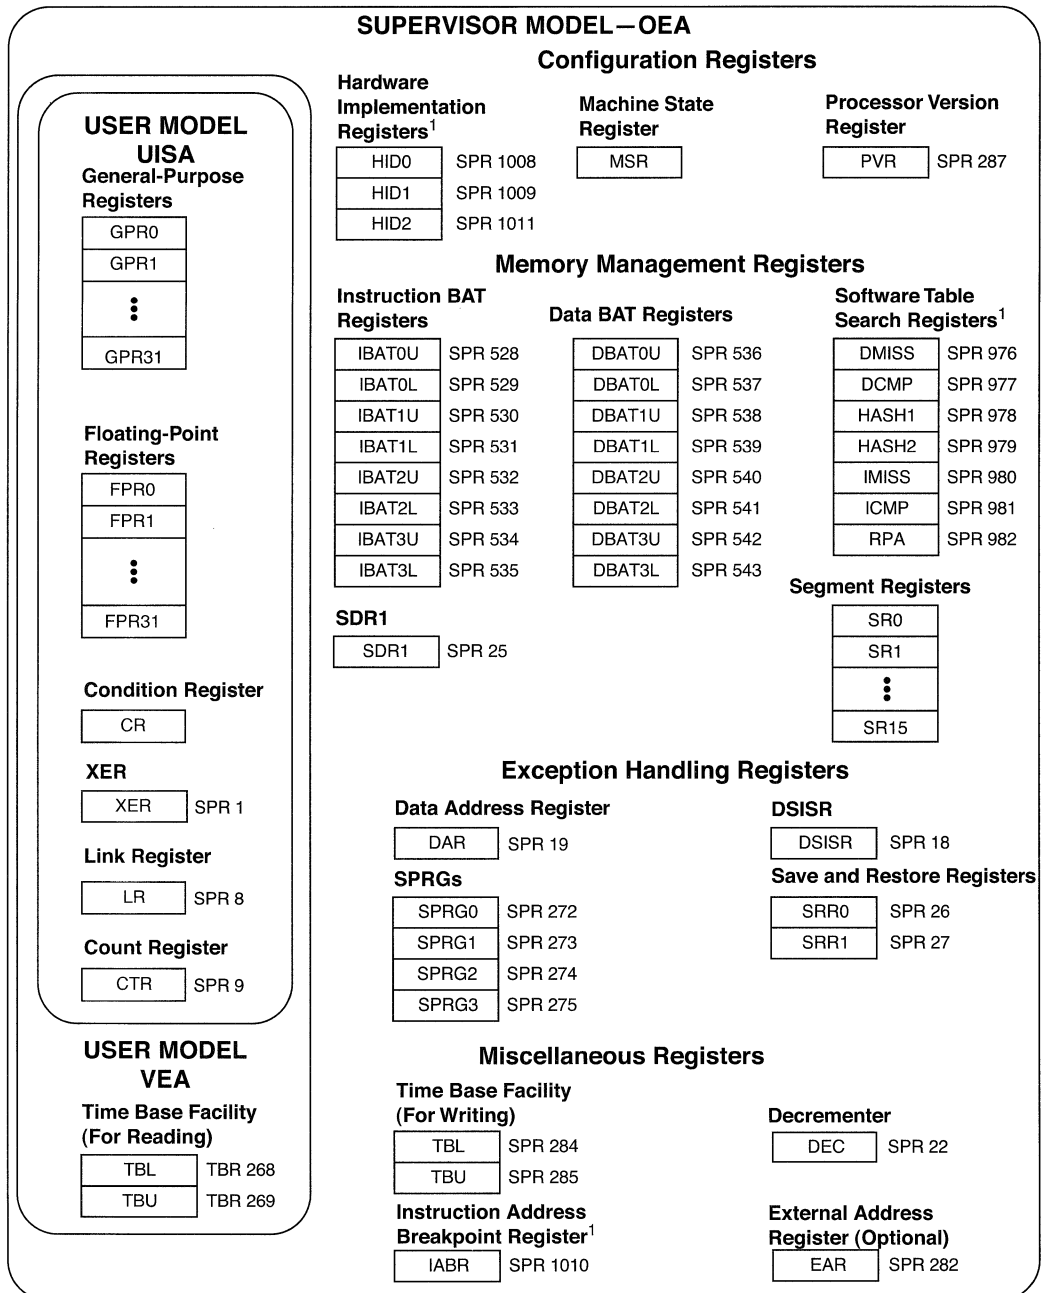 SUPERVISOR MODEL—OEA
Configuration Registers
Hardware
Implementation
Registers1
HID0 SPR 1008
HID1 SPR 1009
HID2 SPR 1011
Machine State
Register
MSR
Processor Version
Register
PVR SPR 287
USER MODEL
UISA
General-Purpose
Registers
GPR0
GPR1
GPR31
Floating-Point
Registers
FPR0
FPR1
FPR31
Condition Register
CR
XER
XER SPR 1
Link Register
LR SPR 8
Count Register
CTR SPR 9
USER MODEL
VEA
Time Base Facility
(For Reading)
TBL TBR 268
TBU TBR 269
Memory Management Registers
Instruction BAT
Registers
IBAT0U SPR 528
IBAT0L SPR 529
IBAT1U SPR 530
IBAT1L SPR 531
IBAT2U SPR 532
IBAT2L SPR 533
IBAT3U SPR 534
IBAT3L SPR 535
Data BAT Registers
DBAT0U SPR 536
DBAT0L SPR 537
DBAT1U SPR 538
DBAT1L SPR 539
DBAT2U SPR 540
DBAT2L SPR 541
DBAT3U SPR 542
DBAT3L SPR 543
Software Table
Search Registers1
DMISS SPR 976
DCMP SPR 977
HASH1 SPR 978
HASH2 SPR 979
IMISS SPR 980
ICMP SPR 981
RPA SPR 982
SDR1
SDR1 SPR 25
Segment Registers
SR0
SR1
SR15
Exception Handling Registers
Data Address Register
DAR SPR 19
DSISR
DSISR SPR 18
SPRGs
SPRG0 SPR 272
SPRG1 SPR 273
SPRG2 SPR 274
SPRG3 SPR 275
Save and Restore Registers
SRR0 SPR 26
SRR1 SPR 27
Miscellaneous Registers
Time Base Facility
(For Writing)
TBL SPR 284
TBU SPR 285
Decrementer
DEC SPR 22
Instruction Address
Breakpoint Register1
IABR SPR 1010
External Address
Register (Optional)
EAR SPR 282